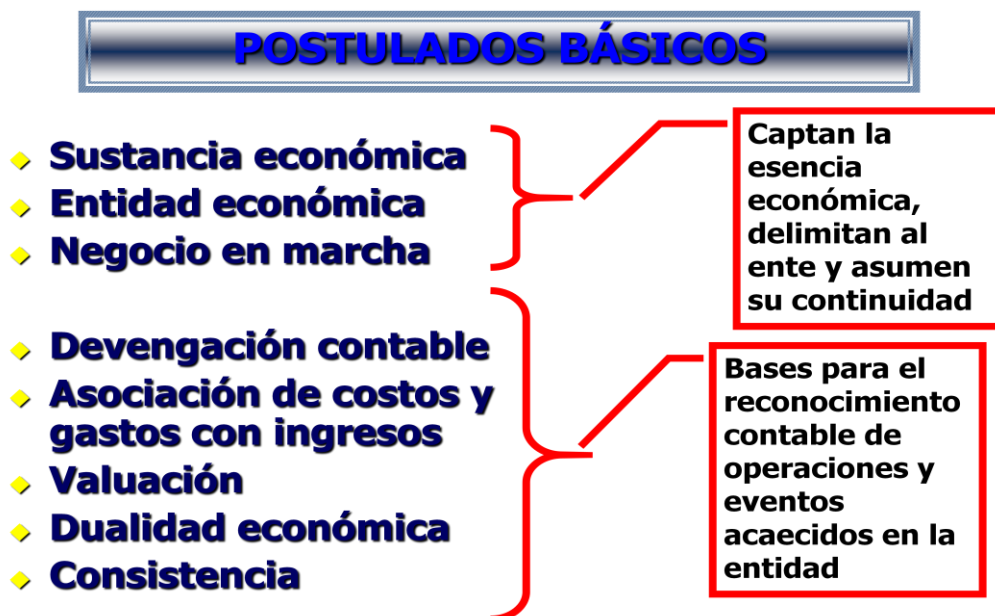 POSTULADOS BÁSICOS
Sustancia económica
Entidad económica
Negocio en marcha
Captan la
esencia
económica,
delimitan al
ente y asumen
su continuidad
Devengación contable
Asociación de costos y
gastos con ingresos
Valuación
Dualidad económica
Consistencia
Bases para el
reconocimiento
contable de
operaciones y
eventos
acaecidos en la
entidad